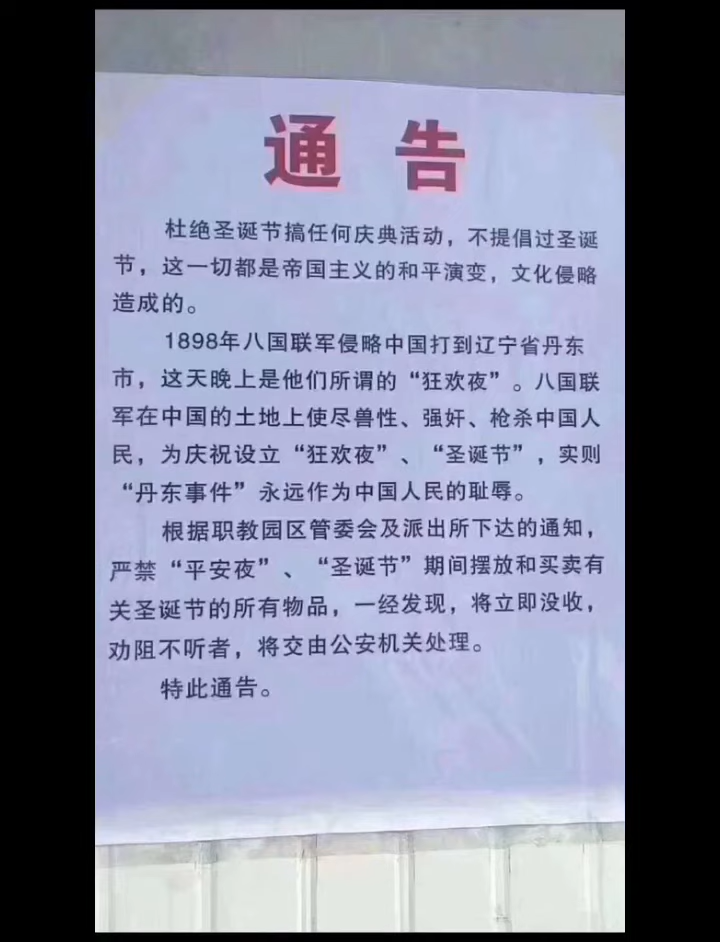 通 告
杜绝圣诞节搞任何庆典活动，不提倡过圣诞
节，这一切都是帝国主义的和平演变，文化侵略
造成的。
1898年八国联军侵略中国打到辽宁省丹东
市，这天晚上是他们所谓的“狂欢夜”。八国联
军在中国的土地上使尽兽性、强奸、枪杀中国人
民，为庆祝设立“狂欢夜”、“圣诞节”，实则
“丹东事件”永远作为中国人民的耻辱。
根据职教园区管委会及派出所下达的通知，
严禁“平安夜”、“圣诞节”期间摆放和买卖有
关圣诞节的所有物品，一经发现，将立即没收，
劝阻不听者，将交由公安机关处理。
特此通告。